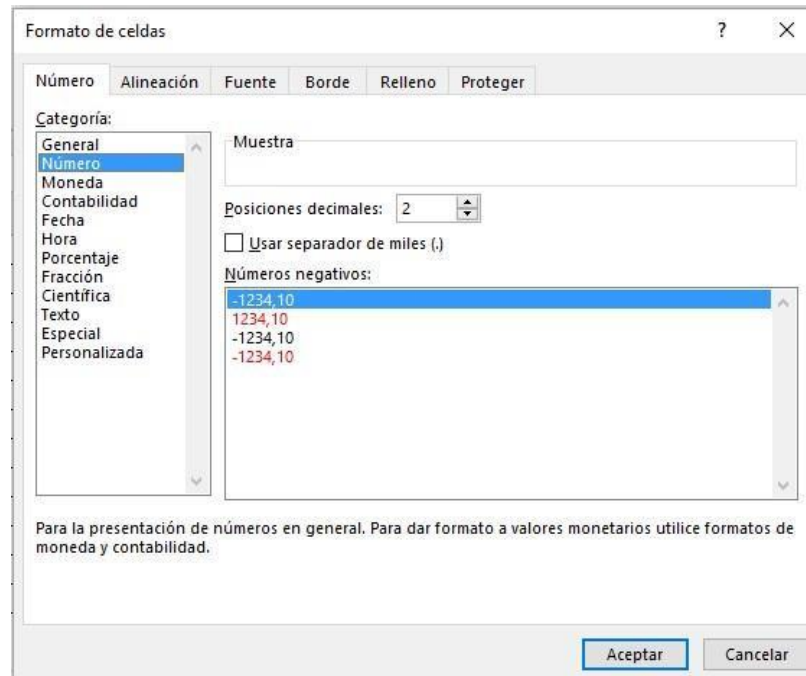 Formato de celdas ?
Número Alineación Fuente Borde Relleno Proteger
Categoría:
General
Número
Moneda
Contabilidad
Fecha
Hora
Porcentaje
Fracción
Científica
Texto
Especial
Personalizada
Muestra
Posiciones decimales: 2
Usar separador de miles (.)
Números negativos:
-1234,10
1234,10
-1234,10
-1234,10
Para la presentación de números en general. Para dar formato a valores monetarios utilice formatos de
moneda y contabilidad.
Aceptar Cancelar